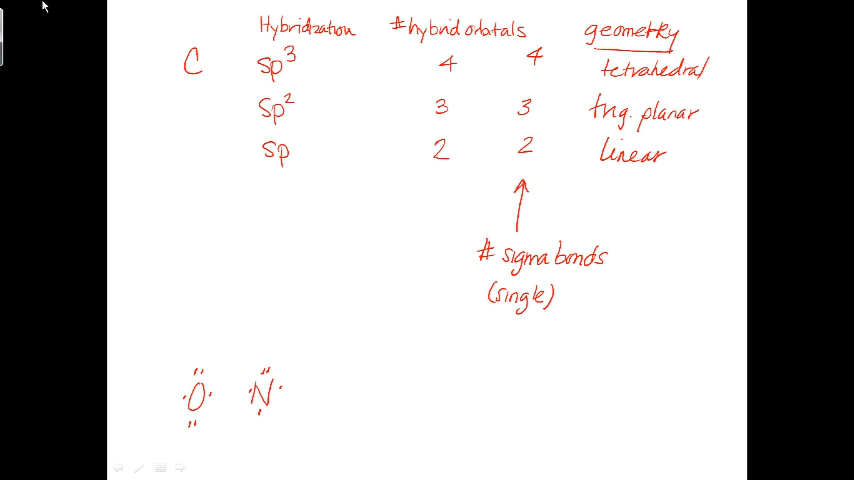 Hybridization #hybrid orbitals geometry
C sp³ 4 4 tetrahedral
sp² 3 3 trig. planar
sp 2 2 linear
# sigma bonds
(single)
O N